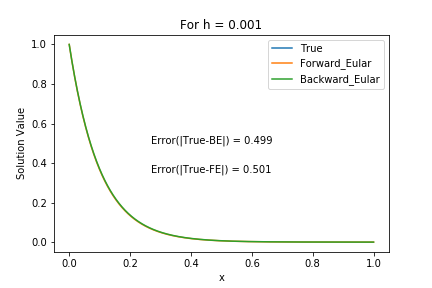 For h = 0.001
True
Forward_Eular
Backward_Eular
Error(|True-BE|) = 0.499
Error(|True-FE|) = 0.501
Solution Value
1.0
0.8
0.6
0.4
0.2
0.0
0.0
0.2
0.4
0.6
0.8
1.0
x